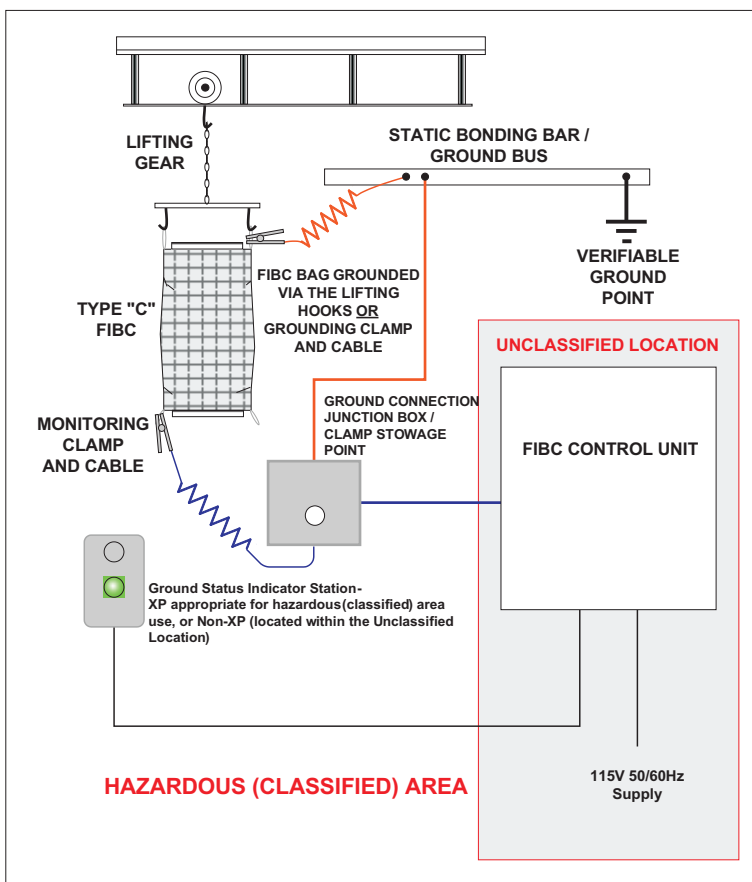 LIFTING
GEAR
STATIC BONDING BAR /
GROUND BUS
VERIFIABLE
GROUND
POINT
FIBC BAG GROUNDED
VIA THE LIFTING
HOOKS OR
GROUNDING CLAMP
AND CABLE
TYPE "C"
FIBC
UNCLASSIFIED LOCATION
GROUND CONNECTION
JUNCTION BOX /
CLAMP STOWAGE
POINT
FIBC CONTROL UNIT
MONITORING
CLAMP
AND CABLE
Ground Status Indicator Station-
XP appropriate for hazardous(classified) area
use, or Non-XP (located within the Unclassified
Location)
HAZARDOUS (CLASSIFIED) AREA
115V 50/60Hz
Supply